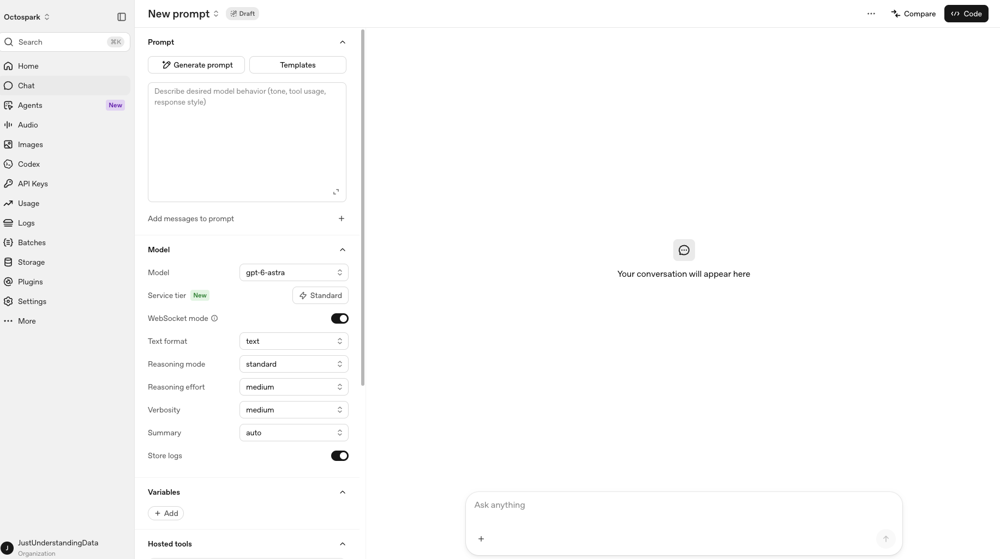 Octospark
Search ⌘K
Home
Chat
Agents New
Audio
Images
Codex
API Keys
Usage
Logs
Batches
Storage
Plugins
Settings
More
J JustUnderstandingData
Organization
New prompt Draft
Compare Code
Prompt
Generate prompt Templates
Describe desired model behavior (tone, tool usage,
response style)
Add messages to prompt
Model
Model gpt-6-astra
Service tier New Standard
WebSocket mode
Text format text
Reasoning mode standard
Reasoning effort medium
Verbosity medium
Summary auto
Store logs
Variables
Add
Hosted tools
Your conversation will appear here
Ask anything